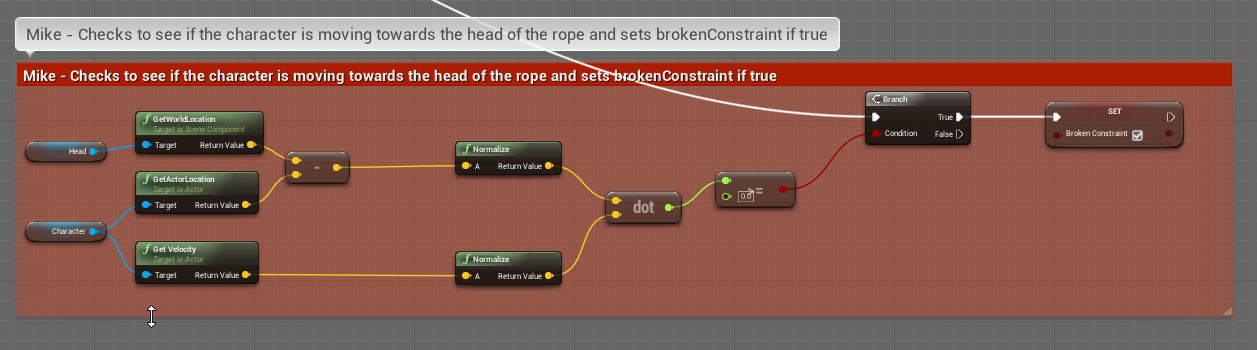 Mike - Checks to see if the character is moving towards the head of the rope and sets brokenConstraint if true
Mike - Checks to see if the character is moving towards the head of the rope and sets brokenConstraint if true
Head
f GetWorldLocation
Target is Scene Component
Target Return Value
Character
f GetActorLocation
Target is Actor
Target Return Value
f Get Velocity
Target is Actor
Target Return Value
-
f Normalize
A Return Value
f Normalize
A Return Value
dot
0.0 >=
Branch
True
Condition False
SET
Broken Constraint